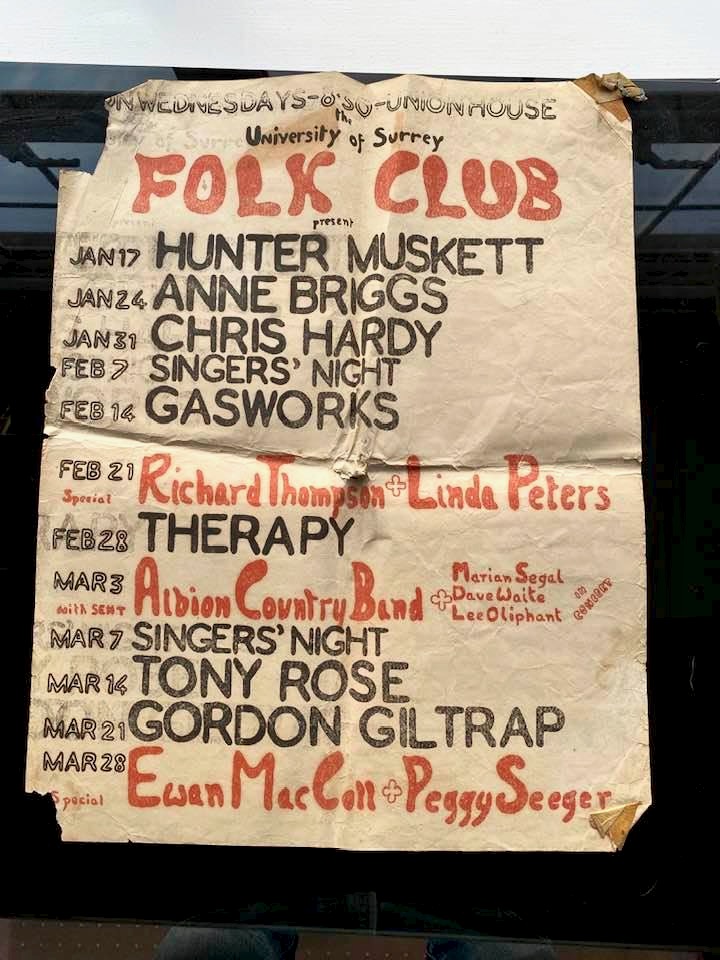 ON WEDNESDAYS-8'30-UNION HOUSE
the
University of Surrey
FOLK CLUB
present
JAN 17 HUNTER MUSKETT
JAN 24 ANNE BRIGGS
JAN 31 CHRIS HARDY
FEB 7 SINGERS' NIGHT
FEB 14 GASWORKS
FEB 21 Special Richard Thompson + Linda Peters
FEB 28 THERAPY
MAR 3 with SENT Albion Country Band + Marian Segal
Dave Waite
Lee Oliphant
IN CONCERT
MAR 7 SINGERS' NIGHT
MAR 14 TONY ROSE
MAR 21 GORDON GILTRAP
MAR 28 Special Ewan MacColl + Peggy Seeger